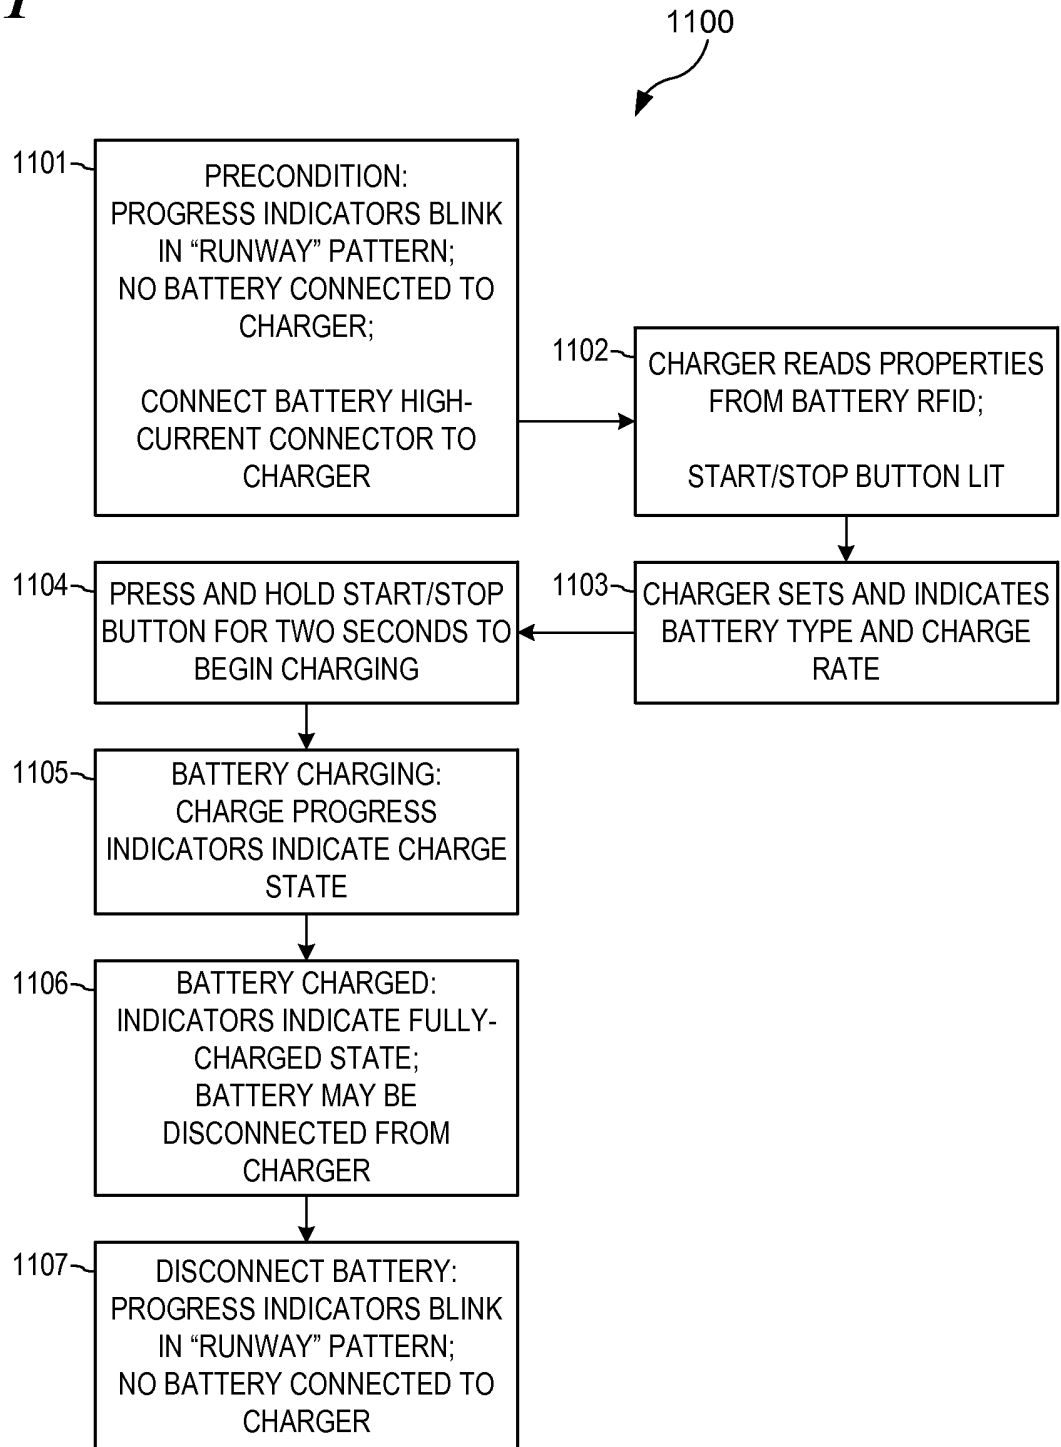 1100
1101
PRECONDITION:
PROGRESS INDICATORS BLINK
IN “RUNWAY” PATTERN;
NO BATTERY CONNECTED TO
CHARGER;
CONNECT BATTERY HIGH-
CURRENT CONNECTOR TO
CHARGER
1102
CHARGER READS PROPERTIES
FROM BATTERY RFID;
START/STOP BUTTON LIT
1103
CHARGER SETS AND INDICATES
BATTERY TYPE AND CHARGE
RATE
1104
PRESS AND HOLD START/STOP
BUTTON FOR TWO SECONDS TO
BEGIN CHARGING
1105
BATTERY CHARGING:
CHARGE PROGRESS
INDICATORS INDICATE CHARGE
STATE
1106
BATTERY CHARGED:
INDICATORS INDICATE FULLY-
CHARGED STATE;
BATTERY MAY BE
DISCONNECTED FROM
CHARGER
1107
DISCONNECT BATTERY:
PROGRESS INDICATORS BLINK
IN “RUNWAY” PATTERN;
NO BATTERY CONNECTED TO
CHARGER